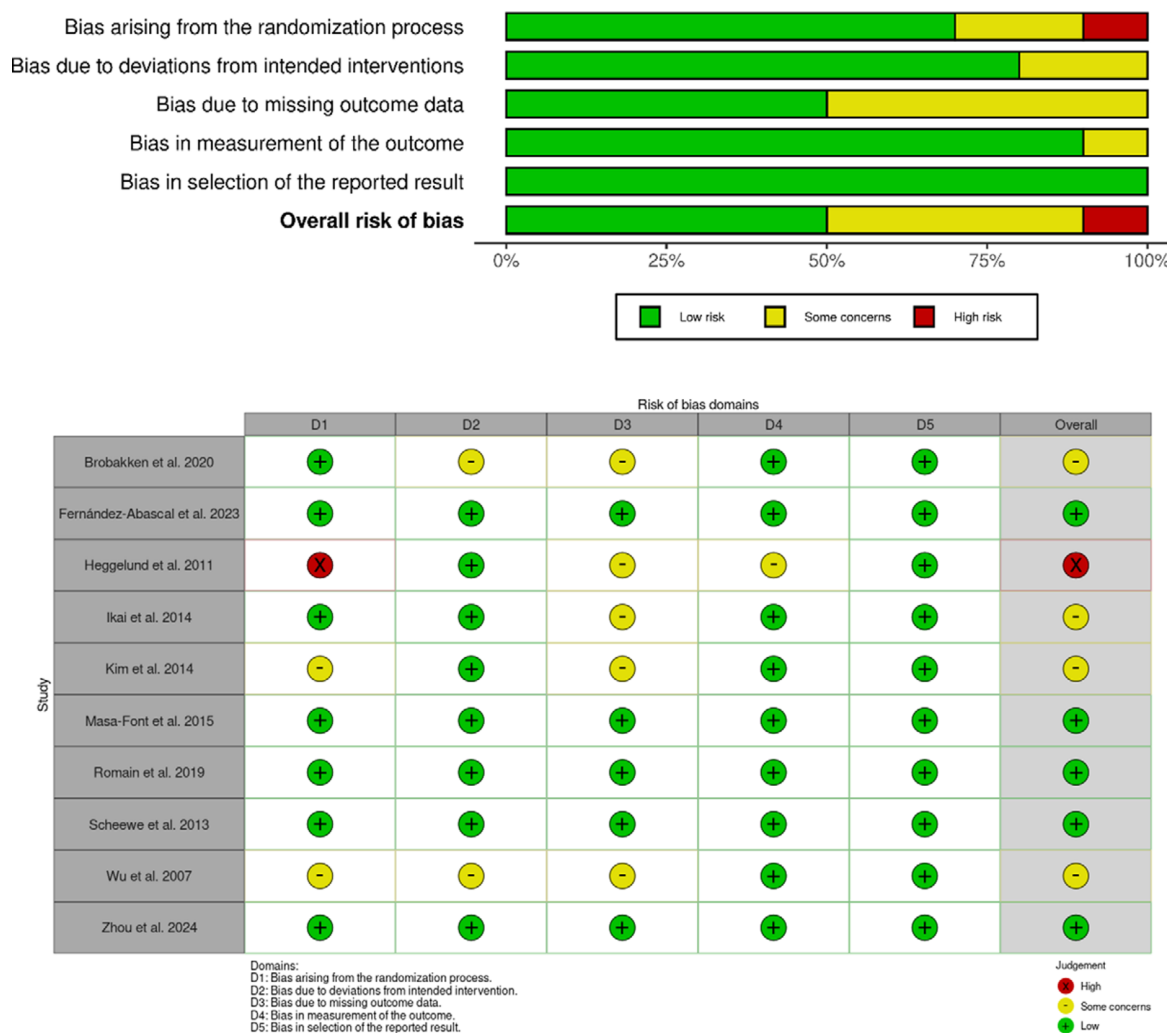 Bias arising from the randomization process
Bias due to deviations from intended interventions
Bias due to missing outcome data
Bias in measurement of the outcome
Bias in selection of the reported result
Overall risk of bias
0% 25% 50% 75% 100%
Low risk Some concerns High risk
Risk of bias domains
D1 D2 D3 D4 D5 Overall
Study
Brobakken et al. 2020 + - - + + -
Fernández-Abascal et al. 2023 + + + + + +
Heggelund et al. 2011 X + - - + X
Ikai et al. 2014 + + - + + -
Kim et al. 2014 - + - + + -
Masa-Font et al. 2015 + + + + + +
Romain et al. 2019 + + + + + +
Scheewe et al. 2013 + + + + + +
Wu et al. 2007 - - - + + -
Zhou et al. 2024 + + + + + +
Domains:
D1: Bias arising from the randomization process.
D2: Bias due to deviations from intended intervention.
D3: Bias due to missing outcome data.
D4: Bias in measurement of the outcome.
D5: Bias in selection of the reported result.
Judgement
X High
- Some concerns
+ Low